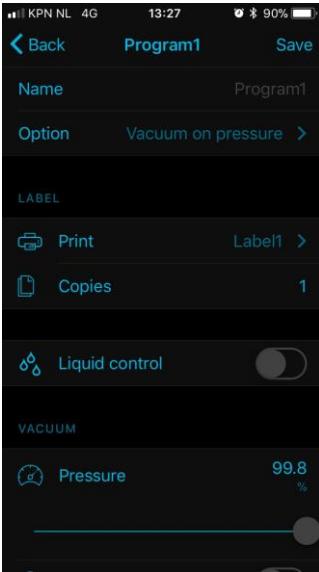 KPN NL 4G 13:27 90%
Back Program1 Save
Name Program1
Option Vacuum on pressure
LABEL
Print Label1
Copies 1
Liquid control
VACUUM
Pressure 99.8
%